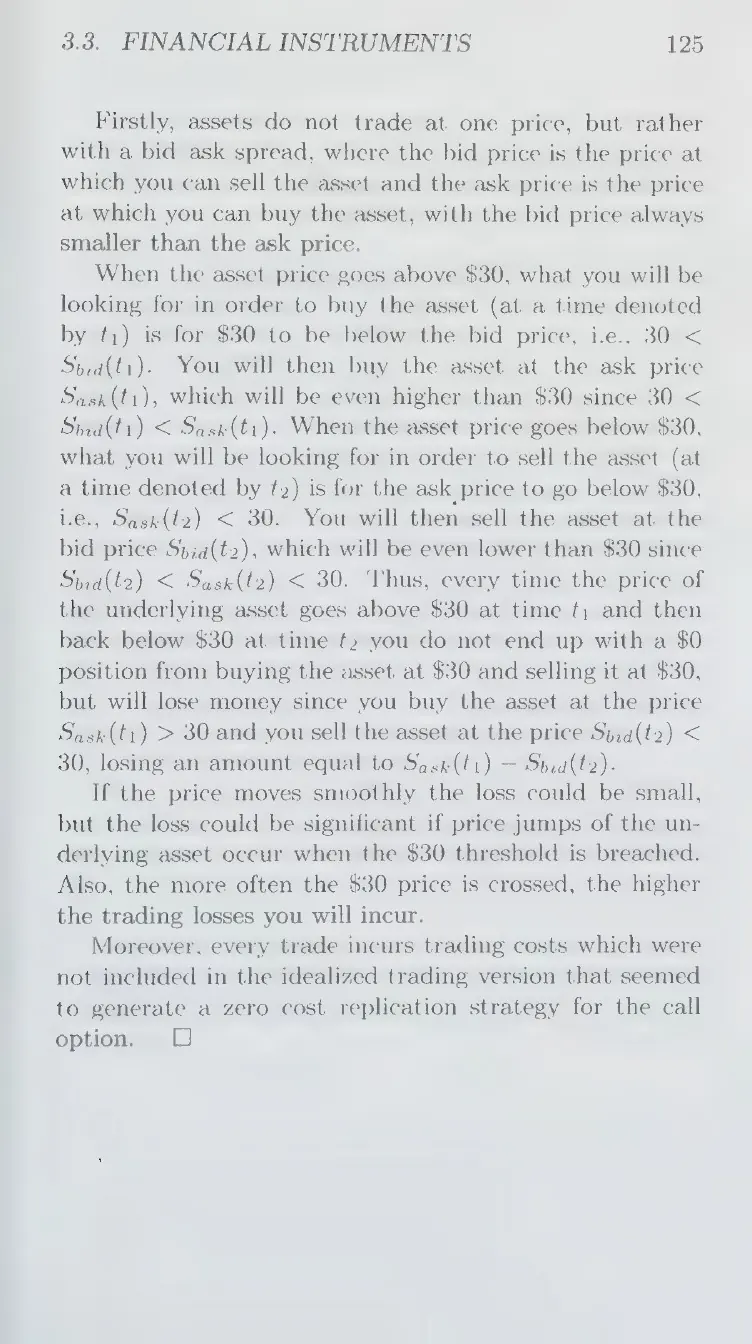 3.3. FINANCIAL INSTRUMENTS 125
Firstly, assets do not trade at one price, but rather
with a bid ask spread, where the bid price is the price at
which you can sell the asset and the ask price is the price
at which you can buy the asset, with the bid price always
smaller than the ask price.
When the asset price goes above $30, what you will be
looking for in order to buy the asset (at a time denoted
by t₁) is for $30 to be below the bid price, i.e., 30 <
S_bid(t₁). You will then buy the asset at the ask price
S_ask(t₁), which will be even higher than $30 since 30 <
S_bid(t₁) < S_ask(t₁). When the asset price goes below $30,
what you will be looking for in order to sell the asset (at
a time denoted by t₂) is for the ask price to go below $30,
i.e., S_ask(t₂) < 30. You will then sell the asset at the
bid price S_bid(t₂), which will be even lower than $30 since
S_bid(t₂) < S_ask(t₂) < 30. Thus, every time the price of
the underlying asset goes above $30 at time t₁ and then
back below $30 at time t₂ you do not end up with a $0
position from buying the asset at $30 and selling it at $30,
but will lose money since you buy the asset at the price
S_ask(t₁) > 30 and you sell the asset at the price S_bid(t₂) <
30, losing an amount equal to S_ask(t₁) − S_bid(t₂).
If the price moves smoothly the loss could be small,
but the loss could be significant if price jumps of the un-
derlying asset occur when the $30 threshold is breached.
Also, the more often the $30 price is crossed, the higher
the trading losses you will incur.
Moreover, every trade incurs trading costs which were
not included in the idealized trading version that seemed
to generate a zero cost replication strategy for the call
option. □